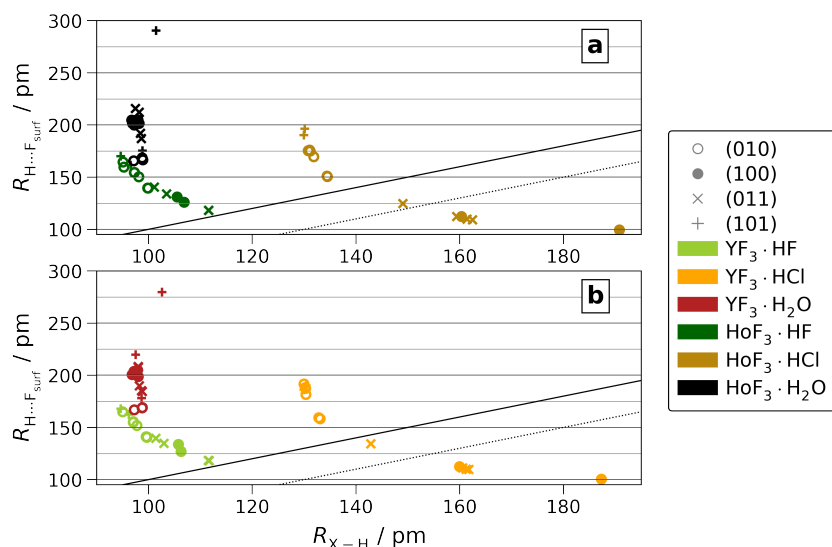 300
a
250
200
150
100
R_H···F_surf / pm
100 120 140 160 180
300
b
250
200
150
100
R_H···F_surf / pm
100 120 140 160 180
R_X−H / pm
(010)
(100)
(011)
(101)
YF₃ · HF
YF₃ · HCl
YF₃ · H₂O
HoF₃ · HF
HoF₃ · HCl
HoF₃ · H₂O